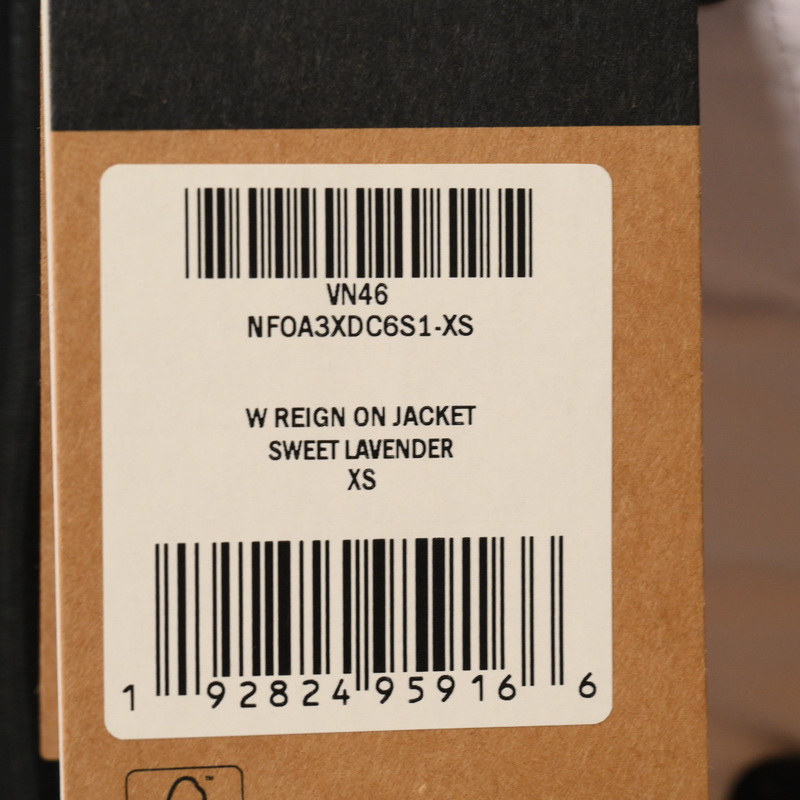 VN46
NF0A3XDC6S1-XS
W REIGN ON JACKET
SWEET LAVENDER
XS
1 92824 95916 6